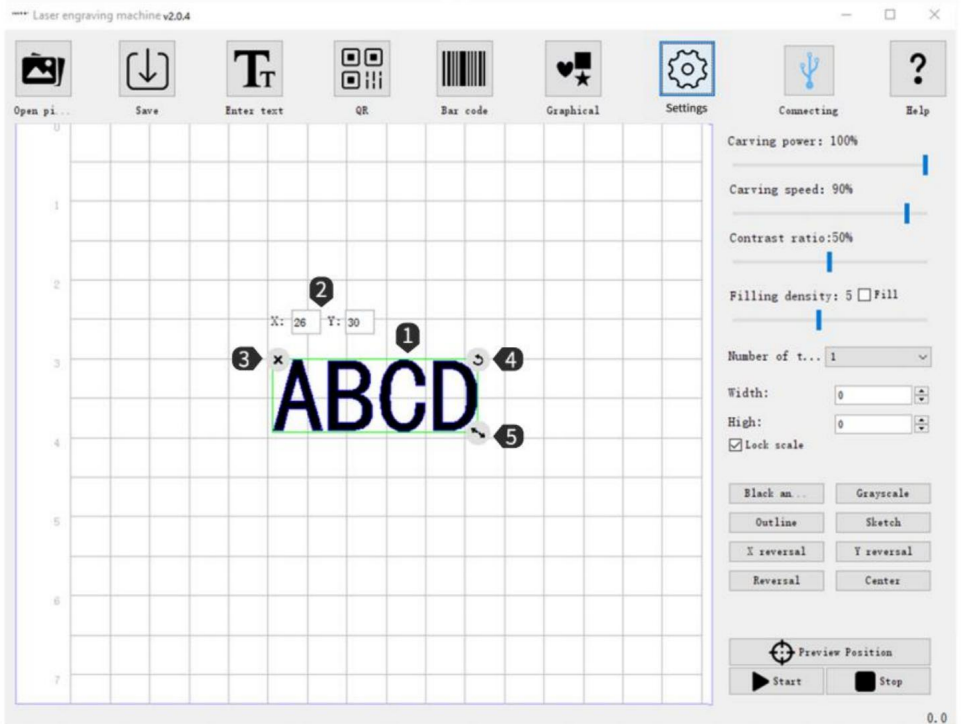 Laser engraving machine v2.0.4
Open pi...
Save
Enter text
QR
Bar code
Graphical
Settings
Connecting
Help
0
1
2
3
4
5
6
7
2
X: 26 Y: 30
1
3
4
ABCD
5
Carving power: 100%
Carving speed: 90%
Contrast ratio:50%
Filling density: 5 Fill
Number of t... 1
Width: 0
High: 0
Lock scale
Black an... Grayscale
Outline Sketch
X reversal Y reversal
Reversal Center
Preview Position
Start Stop
0.0